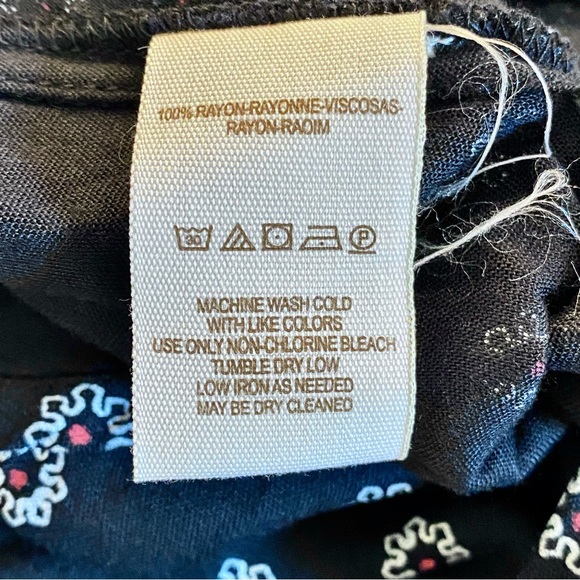 100% RAYON-RAYONNE-VISCOSAS-
RAYON-RAOIM
30 P
MACHINE WASH COLD
WITH LIKE COLORS
USE ONLY NON-CHLORINE BLEACH
TUMBLE DRY LOW
LOW IRON AS NEEDED
MAY BE DRY CLEANED